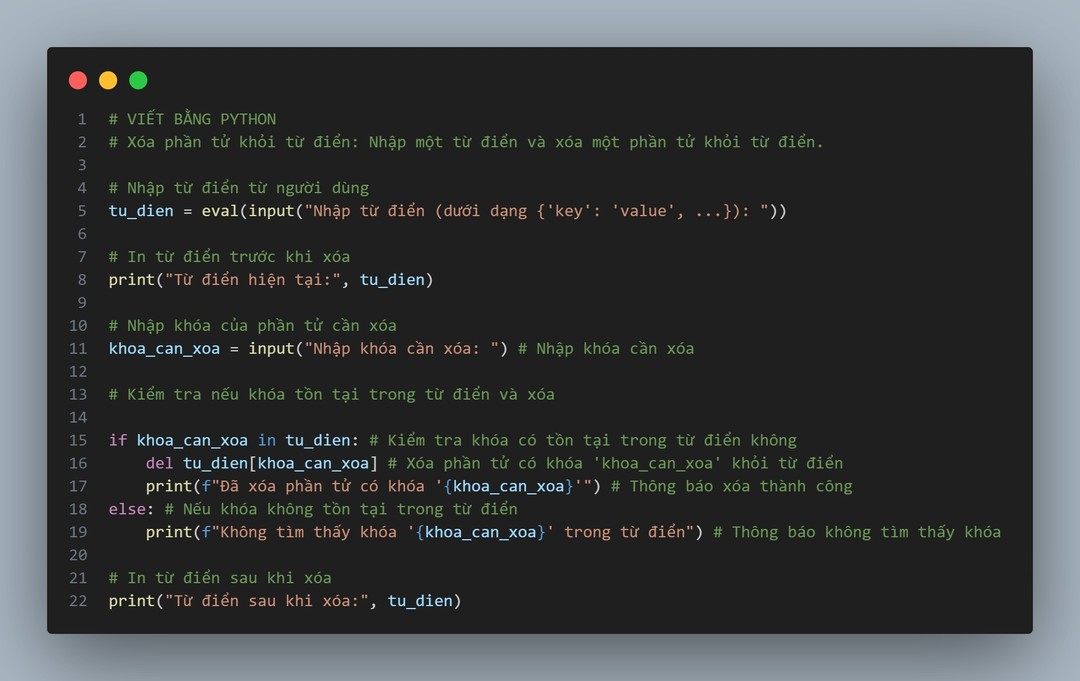 1 # VIẾT BẰNG PYTHON
2 # Xóa phần tử khỏi từ điển: Nhập một từ điển và xóa một phần tử khỏi từ điển.
3
4 # Nhập từ điển từ người dùng
5 tu_dien = eval(input("Nhập từ điển (dưới dạng {'key': 'value', ...}): "))
6
7 # In từ điển trước khi xóa
8 print("Từ điển hiện tại:", tu_dien)
9
10 # Nhập khóa của phần tử cần xóa
11 khoa_can_xoa = input("Nhập khóa cần xóa: ") # Nhập khóa cần xóa
12
13 # Kiểm tra nếu khóa tồn tại trong từ điển và xóa
14
15 if khoa_can_xoa in tu_dien: # Kiểm tra khóa có tồn tại trong từ điển không
16     del tu_dien[khoa_can_xoa] # Xóa phần tử có khóa 'khoa_can_xoa' khỏi từ điển
17     print(f"Đã xóa phần tử có khóa '{khoa_can_xoa}'") # Thông báo xóa thành công
18 else: # Nếu khóa không tồn tại trong từ điển
19     print(f"Không tìm thấy khóa '{khoa_can_xoa}' trong từ điển") # Thông báo không tìm thấy khóa
20
21 # In từ điển sau khi xóa
22 print("Từ điển sau khi xóa:", tu_dien)